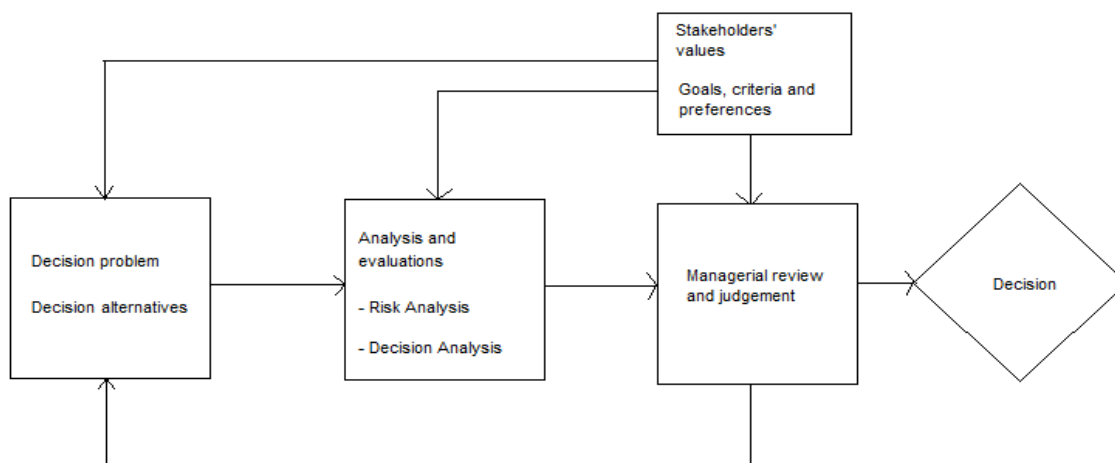 Stakeholders'
values
Goals, criteria and
preferences
Decision problem
Decision alternatives
Analysis and
evaluations
- Risk Analysis
- Decision Analysis
Managerial review
and judgement
Decision